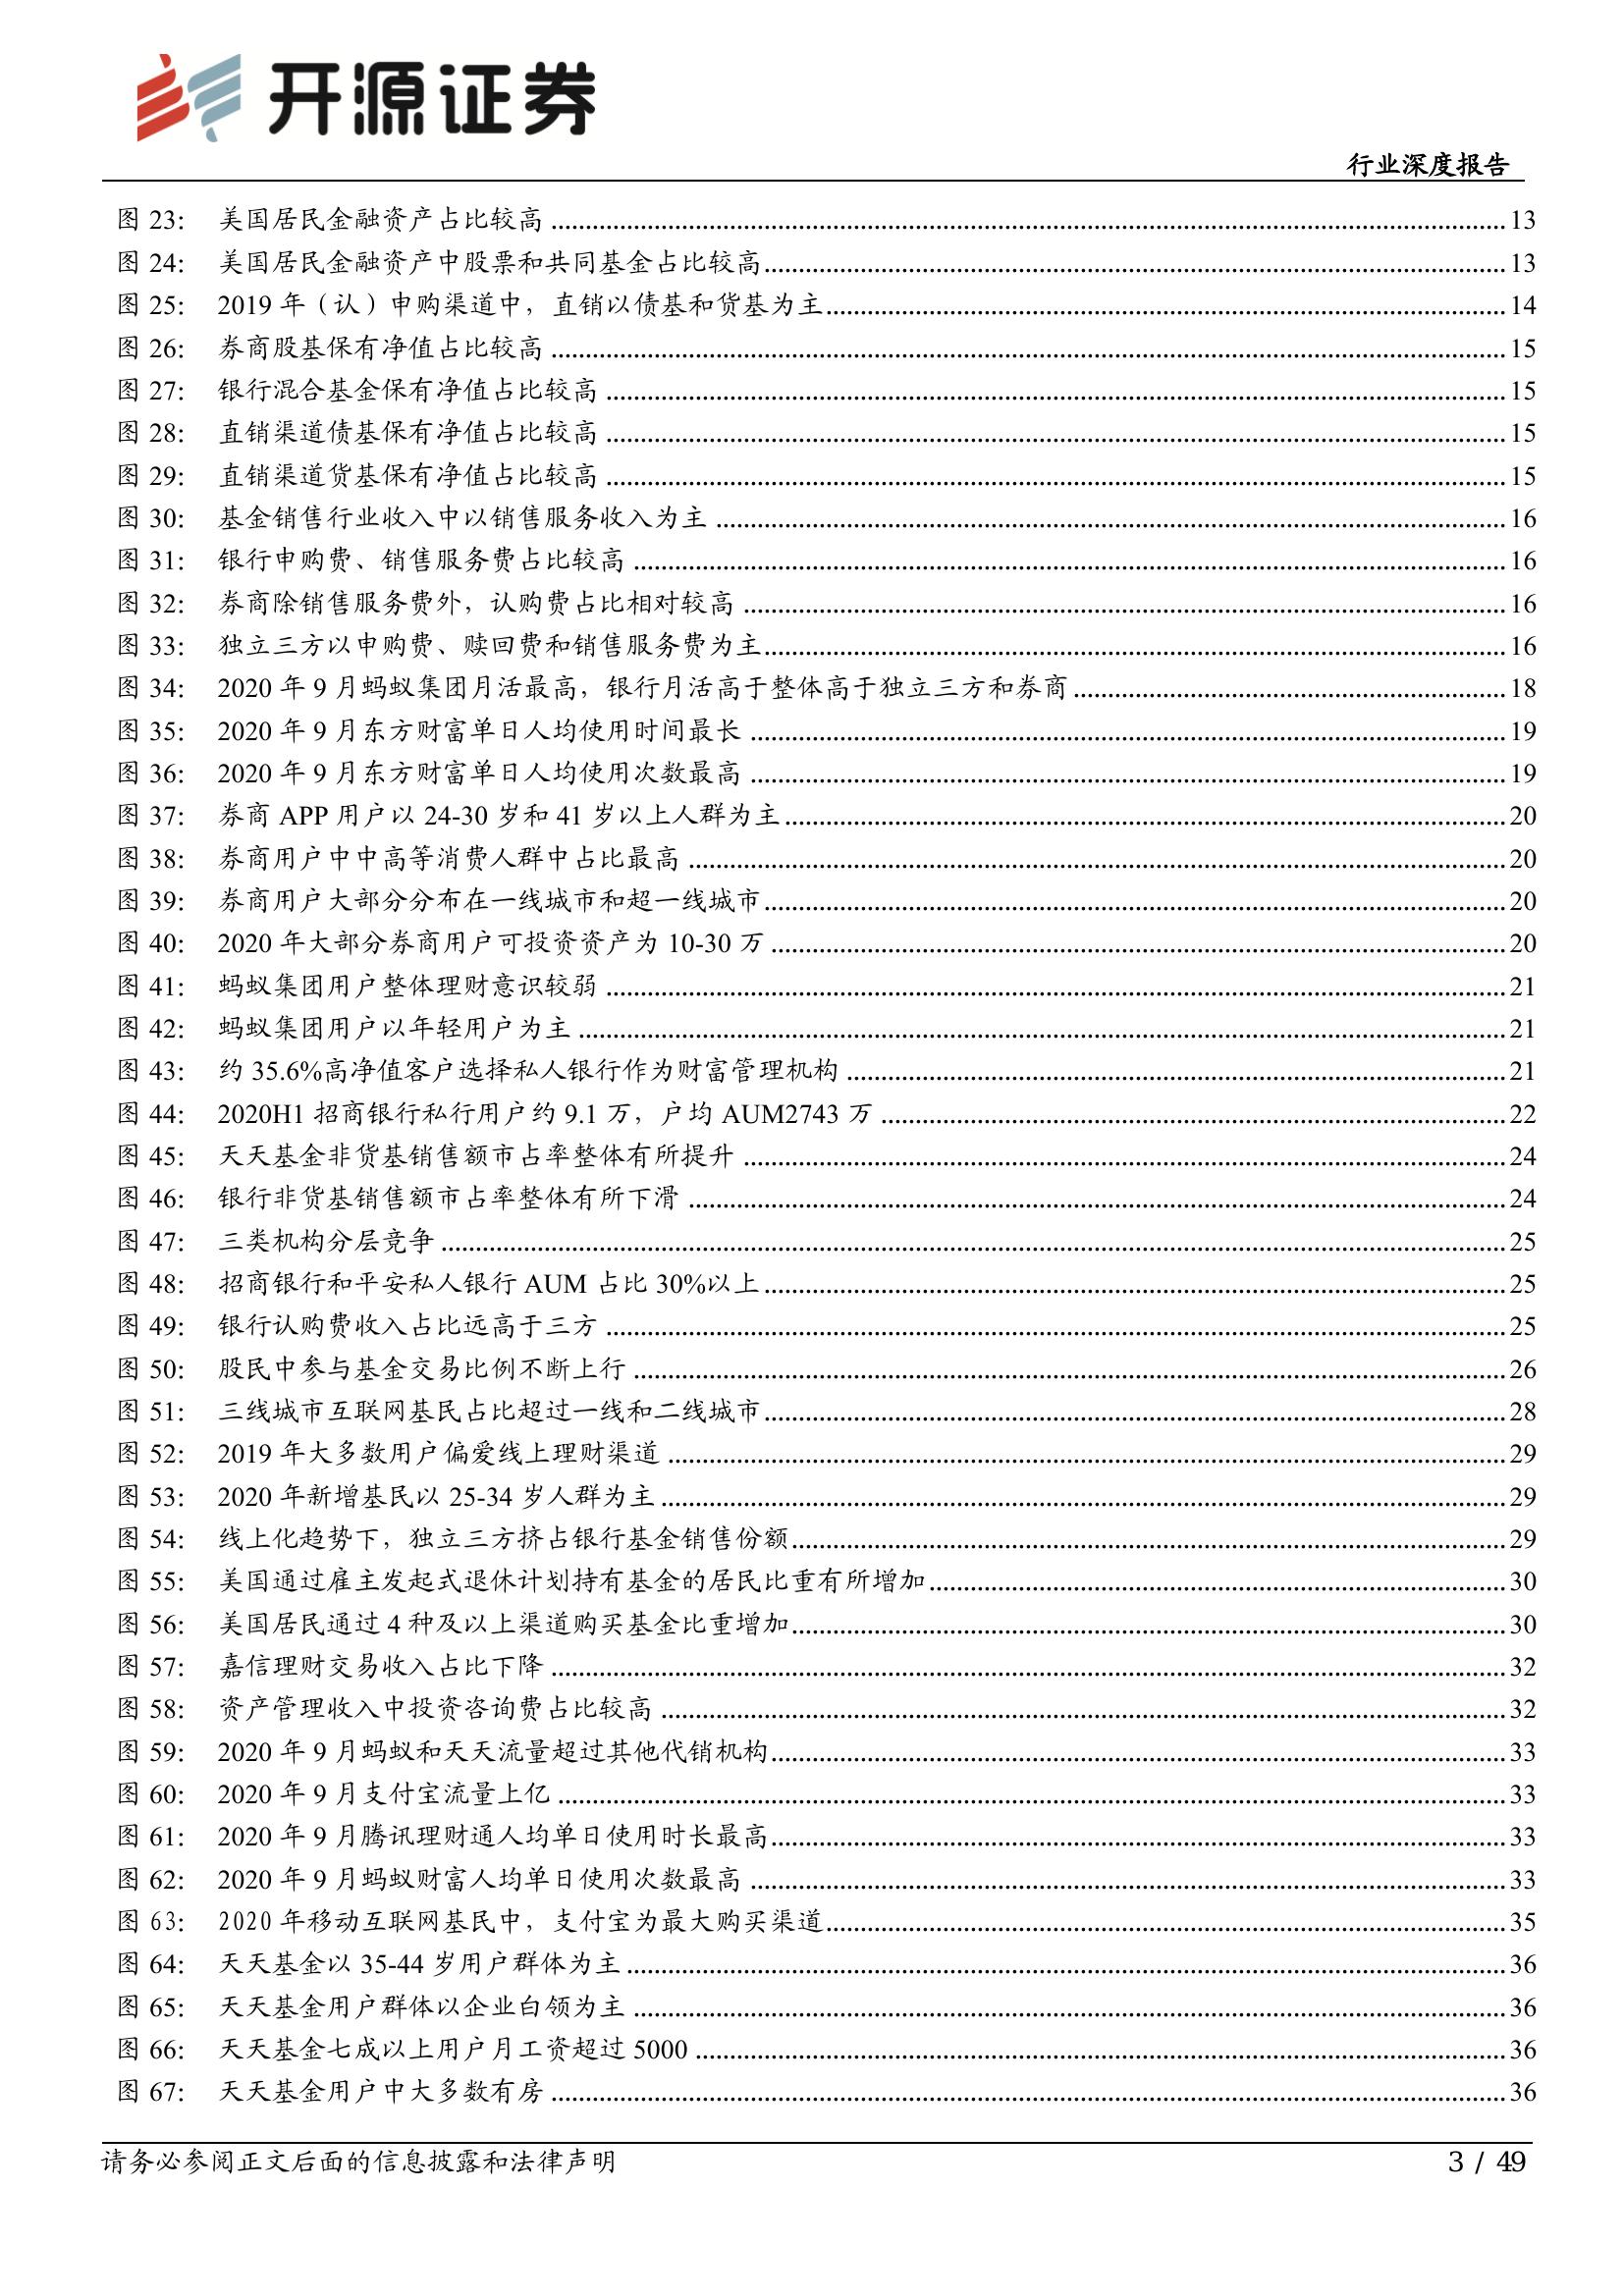 开源证券
行业深度报告
图 23: 美国居民金融资产占比较高 ........ 13
图 24: 美国居民金融资产中股票和共同基金占比较高 ........ 13
图 25: 2019 年（认）申购渠道中，直销以债基和货基为主 ........ 14
图 26: 券商股基保有净值占比较高 ........ 15
图 27: 银行混合基金保有净值占比较高 ........ 15
图 28: 直销渠道债基保有净值占比较高 ........ 15
图 29: 直销渠道货基保有净值占比较高 ........ 15
图 30: 基金销售行业收入中以销售服务收入为主 ........ 16
图 31: 银行申购费、销售服务费占比较高 ........ 16
图 32: 券商除销售服务费外，认购费占比相对较高 ........ 16
图 33: 独立三方以申购费、赎回费和销售服务费为主 ........ 16
图 34: 2020 年 9 月蚂蚁集团月活最高，银行月活高于整体高于独立三方和券商 ........ 18
图 35: 2020 年 9 月东方财富单日人均使用时间最长 ........ 19
图 36: 2020 年 9 月东方财富单日人均使用次数最高 ........ 19
图 37: 券商 APP 用户以 24-30 岁和 41 岁以上人群为主 ........ 20
图 38: 券商用户中中高等消费人群中占比最高 ........ 20
图 39: 券商用户大部分分布在一线城市和超一线城市 ........ 20
图 40: 2020 年大部分券商用户可投资资产为 10-30 万 ........ 20
图 41: 蚂蚁集团用户整体理财意识较弱 ........ 21
图 42: 蚂蚁集团用户以年轻用户为主 ........ 21
图 43: 约 35.6%高净值客户选择私人银行作为财富管理机构 ........ 21
图 44: 2020H1 招商银行私行用户约 9.1 万，户均 AUM2743 万 ........ 22
图 45: 天天基金非货基销售额市占率整体有所提升 ........ 24
图 46: 银行非货基销售额市占率整体有所下滑 ........ 24
图 47: 三类机构分层竞争 ........ 25
图 48: 招商银行和平安私人银行 AUM 占比 30%以上 ........ 25
图 49: 银行认购费收入占比远高于三方 ........ 25
图 50: 股民中参与基金交易比例不断上行 ........ 26
图 51: 三线城市互联网基民占比超过一线和二线城市 ........ 28
图 52: 2019 年大多数用户偏爱线上理财渠道 ........ 29
图 53: 2020 年新增基民以 25-34 岁人群为主 ........ 29
图 54: 线上化趋势下，独立三方挤占银行基金销售份额 ........ 29
图 55: 美国通过雇主发起式退休计划持有基金的居民比重有所增加 ........ 30
图 56: 美国居民通过 4 种及以上渠道购买基金比重增加 ........ 30
图 57: 嘉信理财交易收入占比下降 ........ 32
图 58: 资产管理收入中投资咨询费占比较高 ........ 32
图 59: 2020 年 9 月蚂蚁和天天流量超过其他代销机构 ........ 33
图 60: 2020 年 9 月支付宝流量上亿 ........ 33
图 61: 2020 年 9 月腾讯理财通人均单日使用时长最高 ........ 33
图 62: 2020 年 9 月蚂蚁财富人均单日使用次数最高 ........ 33
图 63: 2020 年移动互联网基民中，支付宝为最大购买渠道 ........ 35
图 64: 天天基金以 35-44 岁用户群体为主 ........ 36
图 65: 天天基金用户群体以企业白领为主 ........ 36
图 66: 天天基金七成以上用户月工资超过 5000 ........ 36
图 67: 天天基金用户中大多数有房 ........ 36
请务必参阅正文后面的信息披露和法律声明 3 / 49